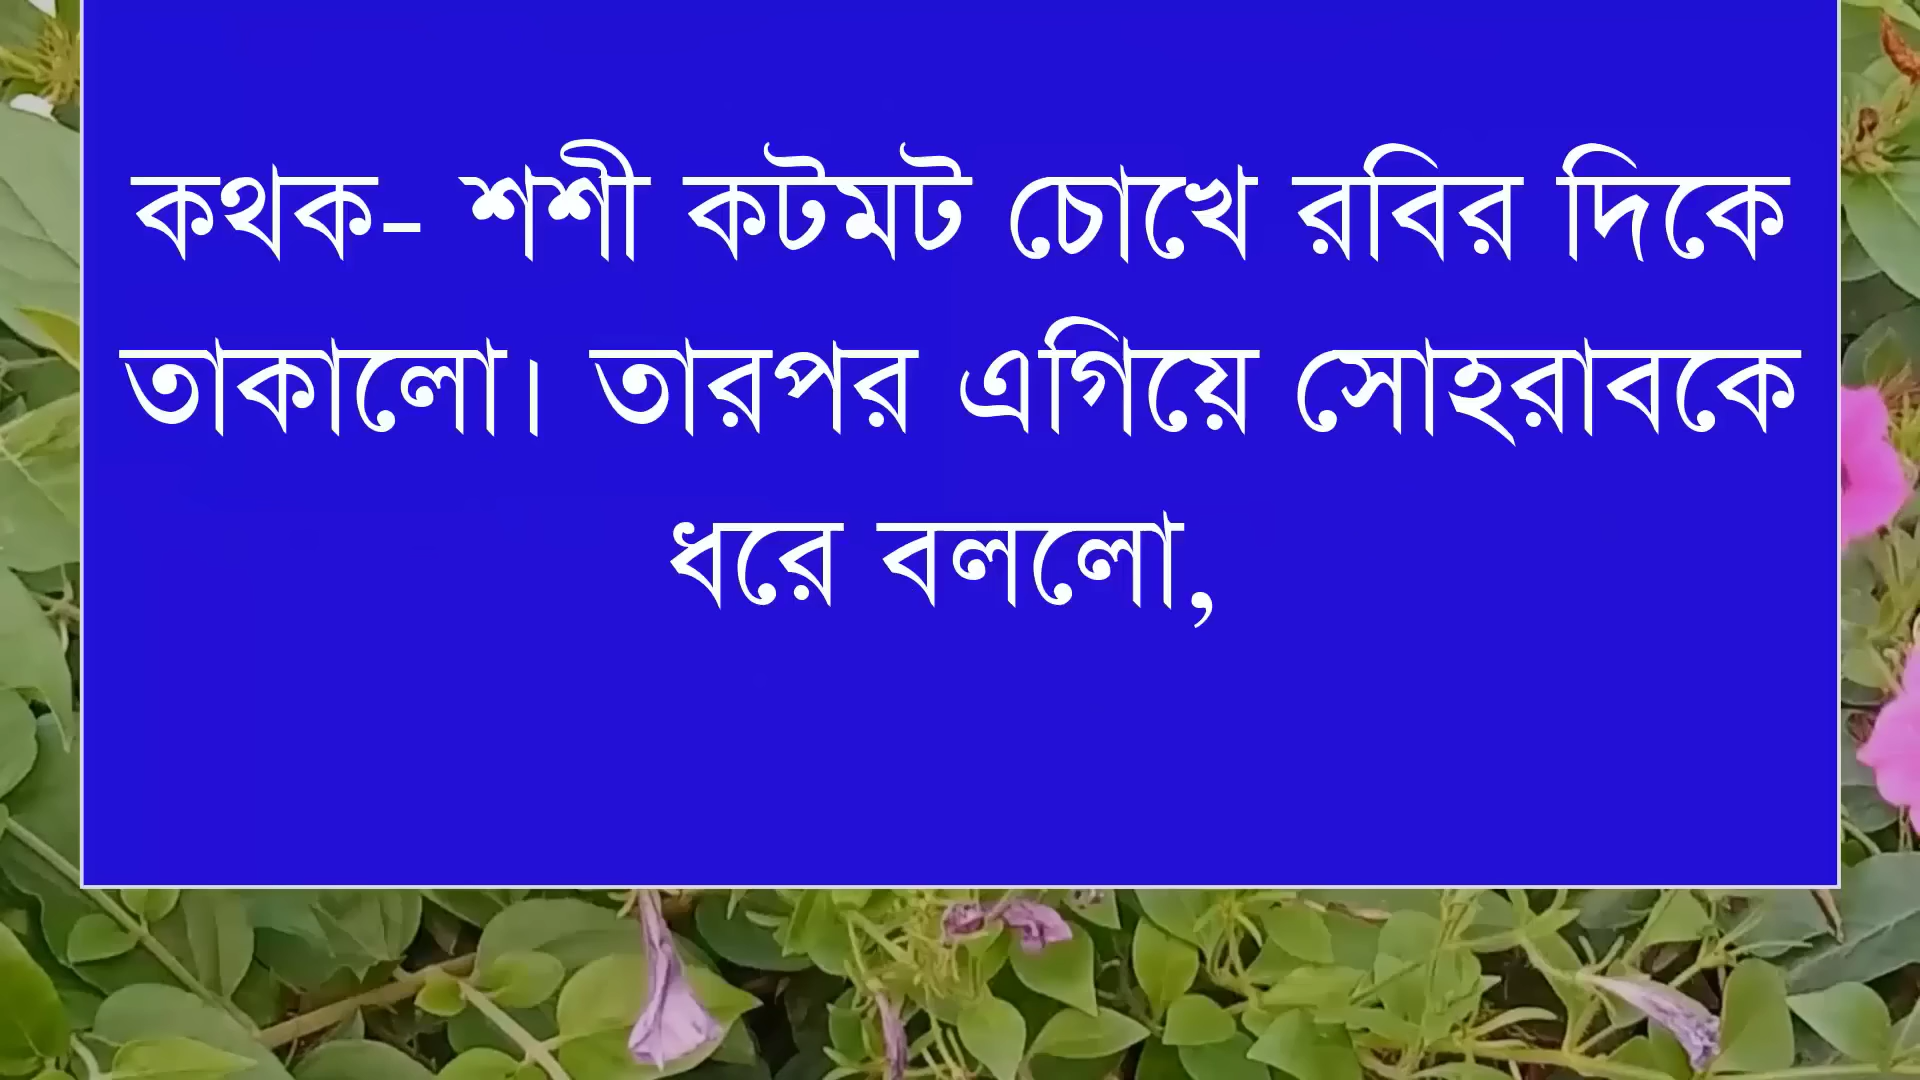 কথক- শশী কটমট চোখে রবির দিকে
তাকালো। তারপর এগিয়ে সোহরাবকে
ধরে বললো,